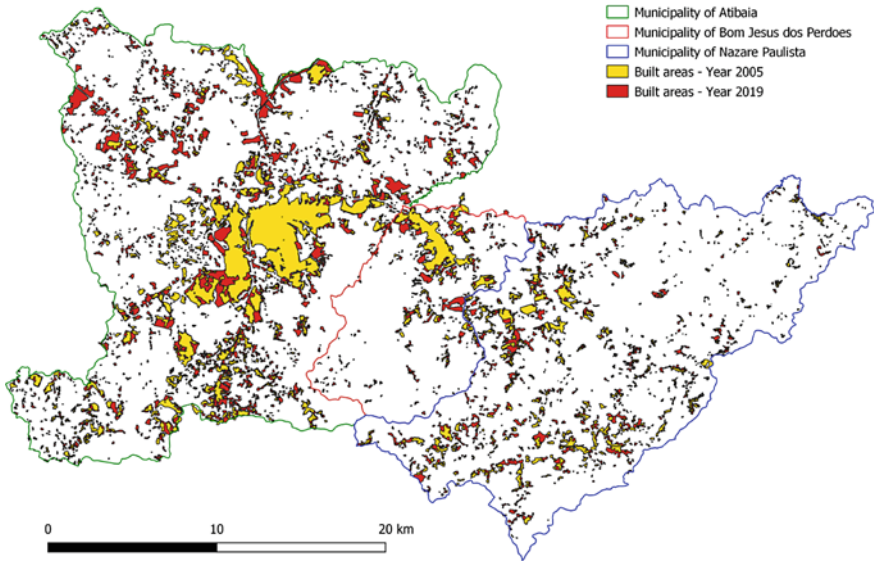 Municipality of Atibaia
Municipality of Bom Jesus dos Perdoes
Municipality of Nazare Paulista
Built areas - Year 2005
Built areas - Year 2019
0 10 20 km